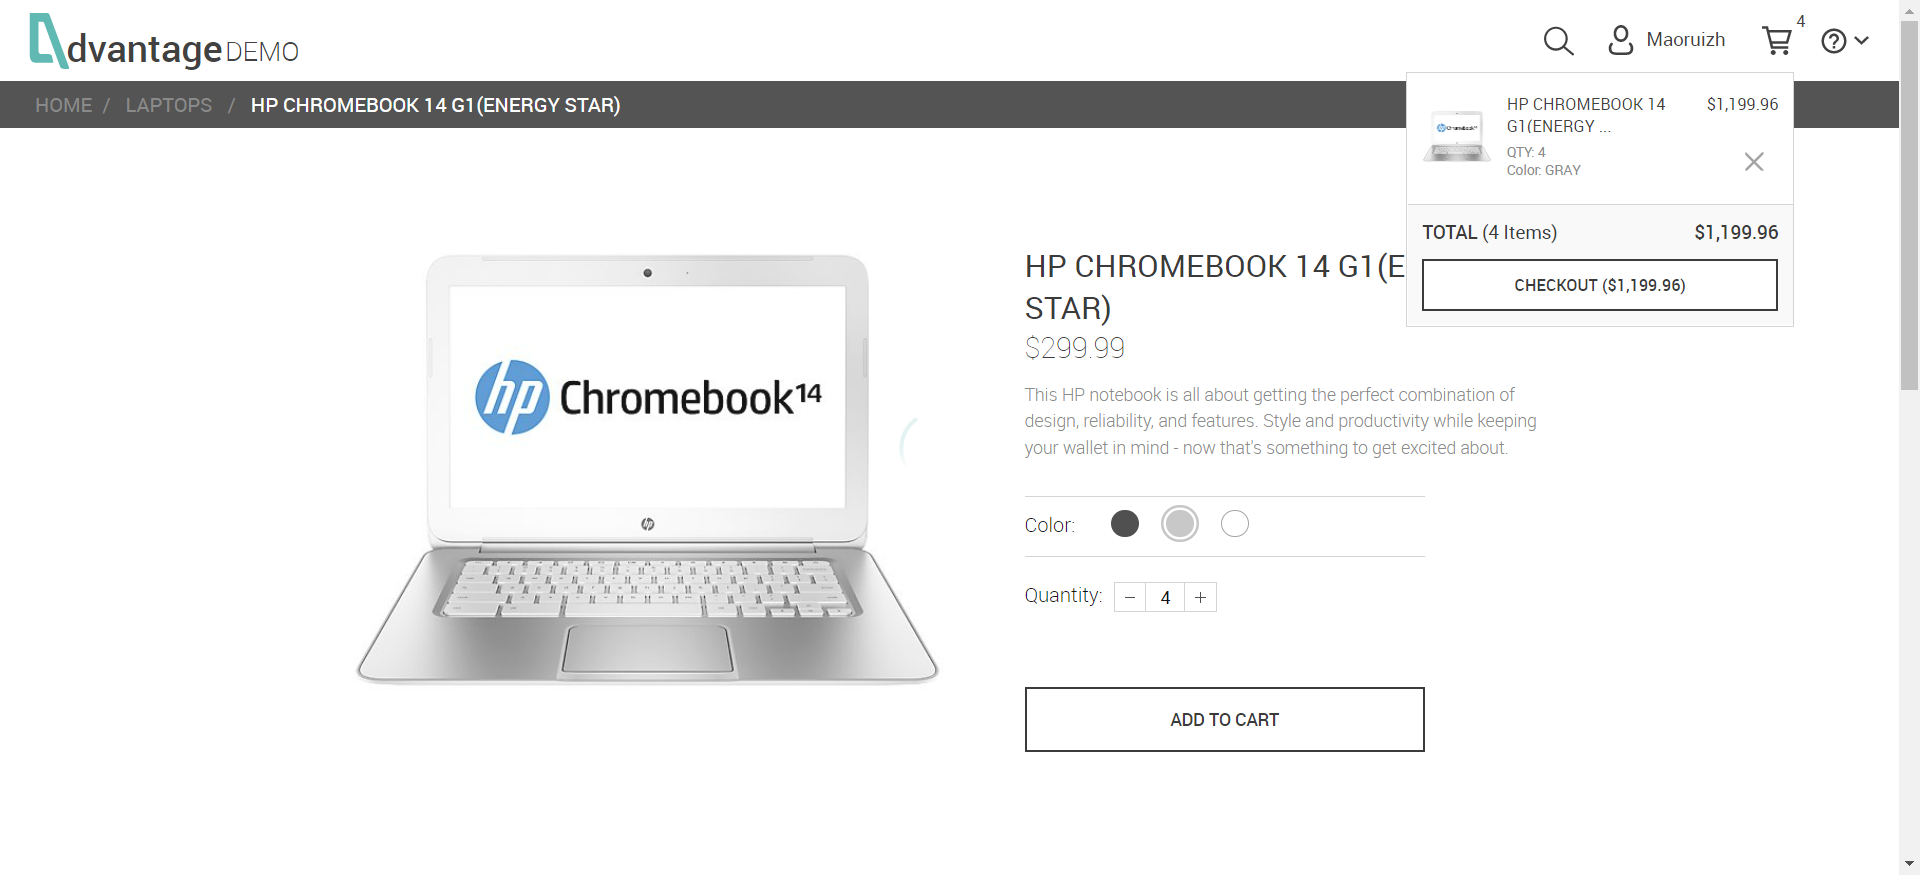 dvantage DEMO
Maoruizh
4
HOME / LAPTOPS / HP CHROMEBOOK 14 G1(ENERGY STAR)
HP CHROMEBOOK 14
G1(ENERGY ...
$1,199.96
QTY: 4
Color: GRAY
TOTAL (4 Items)
$1,199.96
CHECKOUT ($1,199.96)
hp Chromebook14
hp
HP CHROMEBOOK 14 G1(E
STAR)
$299.99
This HP notebook is all about getting the perfect combination of
design, reliability, and features. Style and productivity while keeping
your wallet in mind - now that's something to get excited about.
Color:
Quantity: − 4 +
ADD TO CART